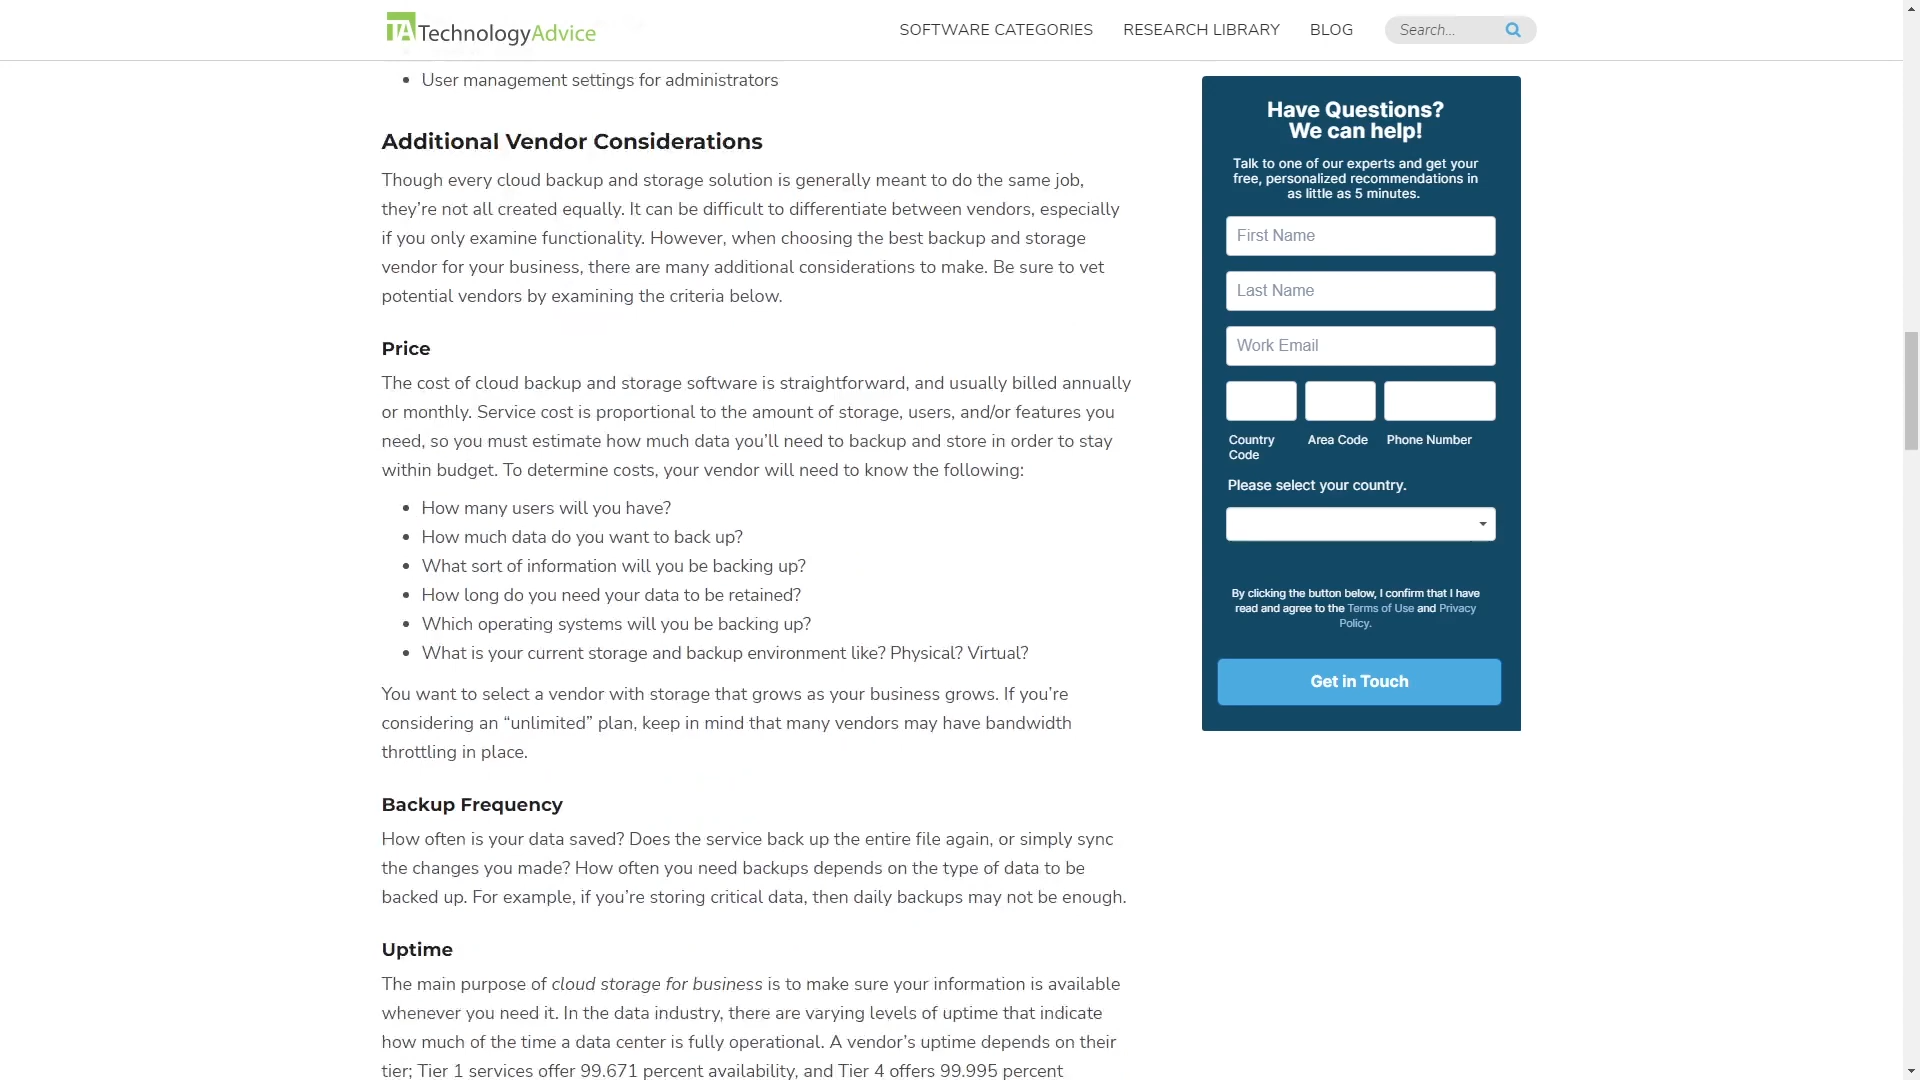 TechnologyAdvice
SOFTWARE CATEGORIES
RESEARCH LIBRARY
BLOG
Search...
User management settings for administrators
Additional Vendor Considerations
Though every cloud backup and storage solution is generally meant to do the same job,
they’re not all created equally. It can be difficult to differentiate between vendors, especially
if you only examine functionality. However, when choosing the best backup and storage
vendor for your business, there are many additional considerations to make. Be sure to vet
potential vendors by examining the criteria below.
Price
The cost of cloud backup and storage software is straightforward, and usually billed annually
or monthly. Service cost is proportional to the amount of storage, users, and/or features you
need, so you must estimate how much data you’ll need to backup and store in order to stay
within budget. To determine costs, your vendor will need to know the following:
How many users will you have?
How much data do you want to back up?
What sort of information will you be backing up?
How long do you need your data to be retained?
Which operating systems will you be backing up?
What is your current storage and backup environment like? Physical? Virtual?
You want to select a vendor with storage that grows as your business grows. If you’re
considering an “unlimited” plan, keep in mind that many vendors may have bandwidth
throttling in place.
Backup Frequency
How often is your data saved? Does the service back up the entire file again, or simply sync
the changes you made? How often you need backups depends on the type of data to be
backed up. For example, if you’re storing critical data, then daily backups may not be enough.
Uptime
The main purpose of cloud storage for business is to make sure your information is available
whenever you need it. In the data industry, there are varying levels of uptime that indicate
how much of the time a data center is fully operational. A vendor’s uptime depends on their
tier; Tier 1 services offer 99.671 percent availability, and Tier 4 offers 99.995 percent
Have Questions?
We can help!
Talk to one of our experts and get your
free, personalized recommendations in
as little as 5 minutes.
First Name
Last Name
Work Email
Country
Code
Area Code
Phone Number
Please select your country.
By clicking the button below, I confirm that I have
read and agree to the Terms of Use and Privacy
Policy.
Get in Touch